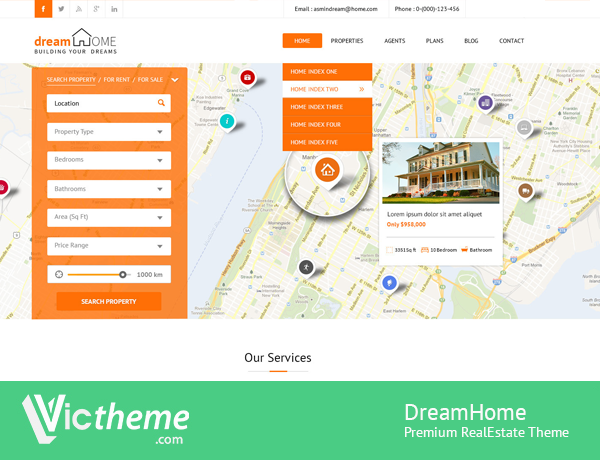 Email : asmindream@home.com
Phone : 0-(000)-123-456
dreamHOME
BUILDING YOUR DREAMS
HOME
PROPERTIES
AGENTS
PLANS
BLOG
CONTACT
HOME INDEX ONE
HOME INDEX TWO »
HOME INDEX THREE
HOME INDEX FOUR
HOME INDEX FIVE
SEARCH PROPERTY / FOR RENT / FOR SALE
Location
Property Type
Bedrooms
Bathrooms
Area (Sq Ft)
Price Range
1000 km
SEARCH PROPERTY
Lorem ipsum dolor sit amet aliquet
Only $958,000
3351Sq ft
10 Bedroom
Bathroom
Our Services
Victheme
.com
DreamHome
Premium RealEstate Theme